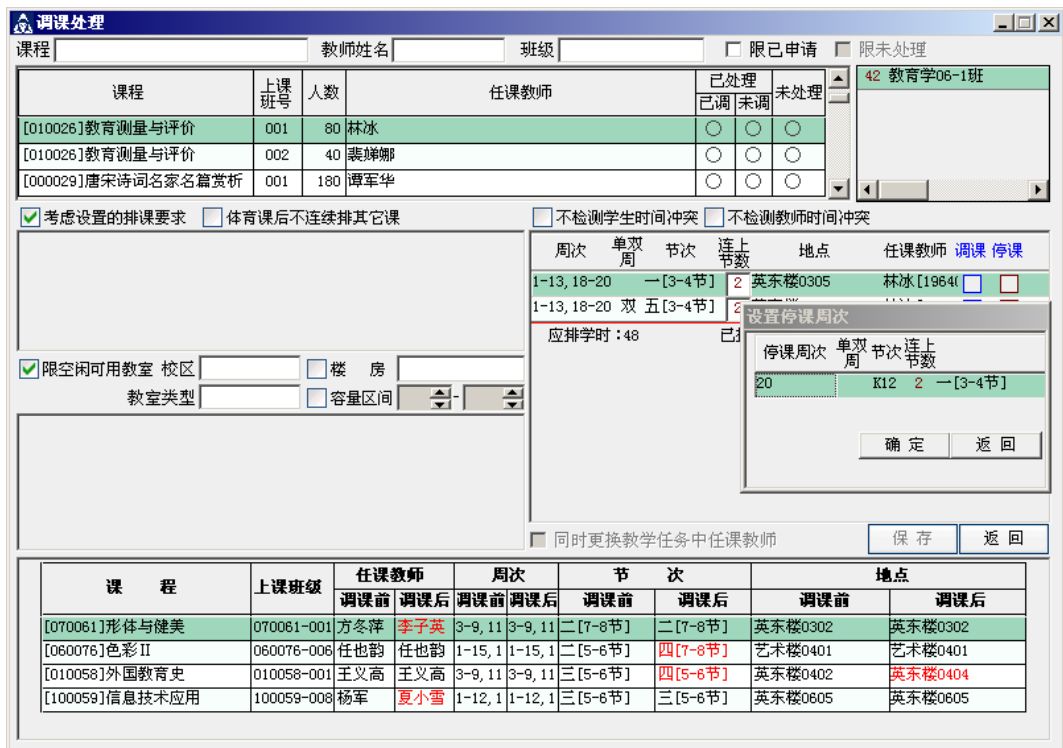 调课处理
课程 教师姓名 班级 限已申请 限未处理
课程 上课班号 人数 任课教师 已处理 未处理
已调 未调
[010026]教育测量与评价 001 80 林冰
[010026]教育测量与评价 002 40 裴娣娜
[000029]唐宋诗词名家名篇赏析 001 180 谭军华
42 教育学06-1班
考虑设置的排课要求 体育课后不连续排其它课
不检测学生时间冲突 不检测教师时间冲突
周次 单双周 节次 连上节数 地点 任课教师 调课 停课
1-13,18-20 一[3-4节] 2 英东楼0305 林冰[1964
1-13,18-20 双 五[3-4节] 2
应排学时:48
设置停课周次
停课周次 单双周 节次 连上节数
20 K12 2 一[3-4节]
确 定 返 回
限空闲可用教室 校区 楼 房
教室类型 容量区间 -
同时更换教学任务中任课教师 保 存 返 回
课 程 上课班级 任课教师 周次 节 次 地点
调课前 调课后 调课前 调课后 调课前 调课后 调课前 调课后
[070061]形体与健美 070061-001 方冬萍 李子英 3-9,11 3-9,11 二[7-8节] 二[7-8节] 英东楼0302 英东楼0302
[060076]色彩II 060076-006 任也韵 任也韵 1-15,1 1-15,1 二[5-6节] 四[7-8节] 艺术楼0401 艺术楼0401
[010058]外国教育史 010058-001 王义高 王义高 3-9,11 3-9,11 三[5-6节] 四[5-6节] 英东楼0402 英东楼0404
[100059]信息技术应用 100059-008 杨军 夏小雪 1-12,1 1-12,1 三[5-6节] 三[5-6节] 英东楼0605 英东楼0605